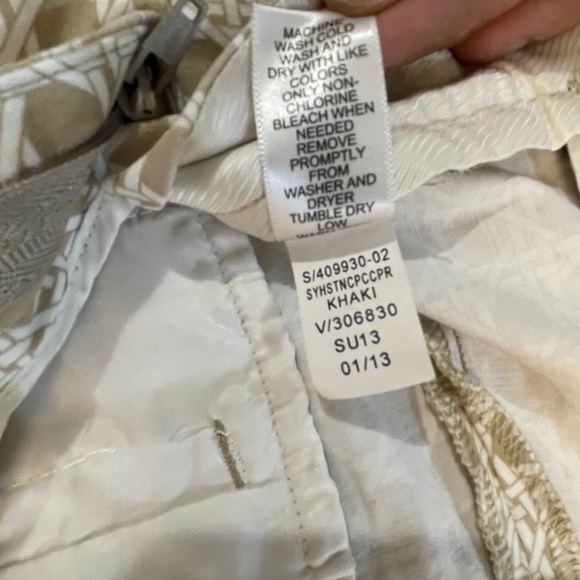 MACHINE
WASH COLD
WASH AND
DRY WITH LIKE
COLORS
ONLY NON-
CHLORINE
BLEACH WHEN
NEEDED
REMOVE
PROMPTLY
FROM
WASHER AND
DRYER
TUMBLE DRY
LOW
S/409930-02
SYHSTNCPCCPR
KHAKI
V/306830
SU13
01/13